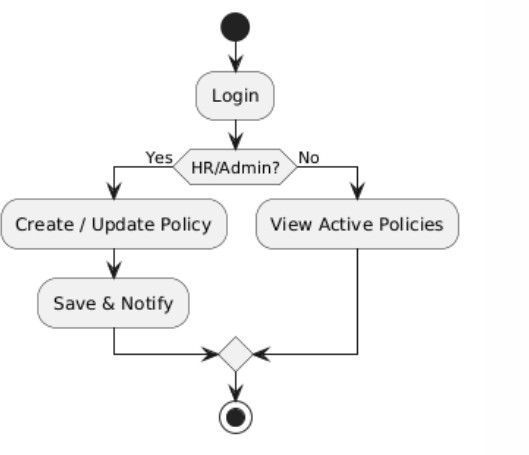 Login
Yes
HR/Admin?
No
Create / Update Policy
View Active Policies
Save & Notify